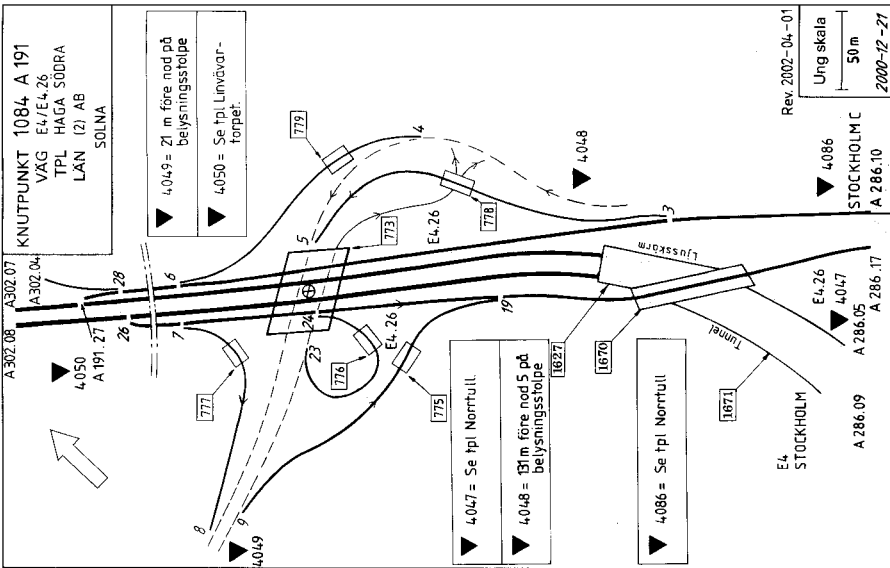 KNUTPUNKT 1084 A 191
VÄG E4/E4.26
TPL HAGA SÖDRA
LÄN (2) AB
SOLNA
A302.07
A302.04
A302.08
4049 = 21 m före nod på
belysningsstolpe
4050 = Se tpl Linvävar-
torpet.
4050
A 191.27
28
26
6
7
5
4
779
773
777
24
23
776
775
E4.26
E4.26
778
4048
3
19
8
9
4049
Ljusskärm
1627
1670
Tunnel
1671
4047 = Se tpl Norrtull.
4048 = 131 m före nod 5 på
belysningsstolpe
4086 = Se tpl Norrtull
4086
STOCKHOLM C
A 286.10
A 286.17
E4.26
4047
A 286.05
E4
STOCKHOLM
A 286.09
Rev. 2002-04-01
Ung skala
50 m
2000-12-21